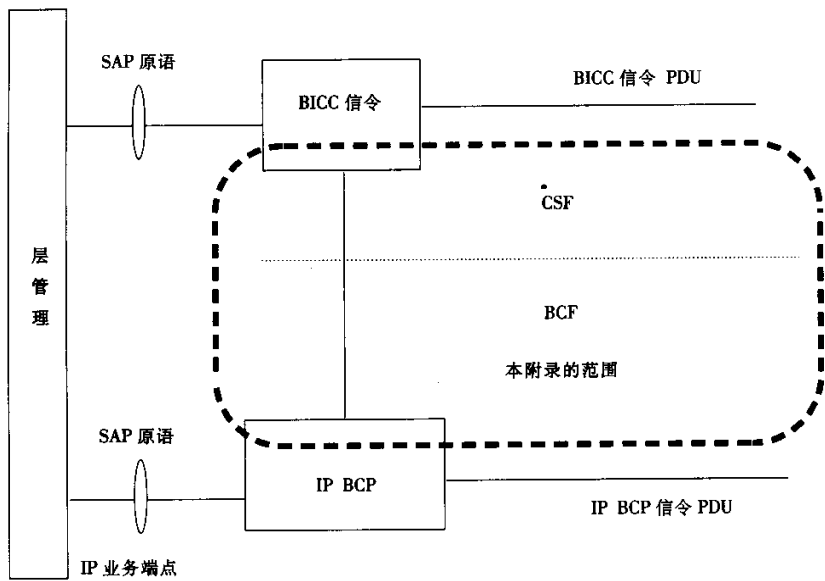 SAP 原语
BICC 信令
BICC 信令 PDU
CSF
层管理
BCF
本附录的范围
SAP 原语
IP BCP
IP BCP 信令 PDU
IP 业务端点